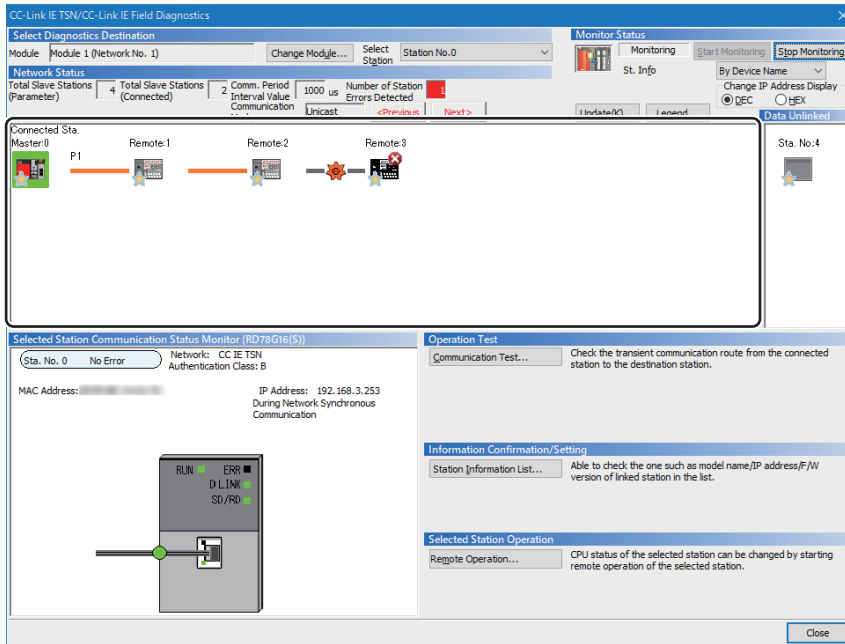 CC-Link IE TSN/CC-Link IE Field Diagnostics
Select Diagnostics Destination
Module Module 1 (Network No. 1) Change Module... Select Station Station No.0
Monitor Status
Monitoring Start Monitoring Stop Monitoring
St. Info By Device Name
Network Status
Total Slave Stations (Parameter) 4 Total Slave Stations (Connected) 2 Comm. Period Interval Value 1000 us Number of Station Errors Detected 1
Communication Unicast <Previous Next>
Change IP Address Display
DEC HEX
Update(K) Legend
Connected Sta.
Data Unlinked
Master:0 Remote:1 Remote:2 Remote:3
P1
Sta. No:4
Selected Station Communication Status Monitor (RD78G16(S))
Sta. No. 0 No Error
Network: CC IE TSN
Authentication Class: B
MAC Address:
IP Address: 192.168.3.253
During Network Synchronous
Communication
RUN ERR
D LINK
SD/RD
Operation Test
Communication Test...
Check the transient communication route from the connected
station to the destination station.
Information Confirmation/Setting
Station Information List...
Able to check the one such as model name/IP address/F/W
version of linked station in the list.
Selected Station Operation
Remote Operation...
CPU status of the selected station can be changed by starting
remote operation of the selected station.
Close